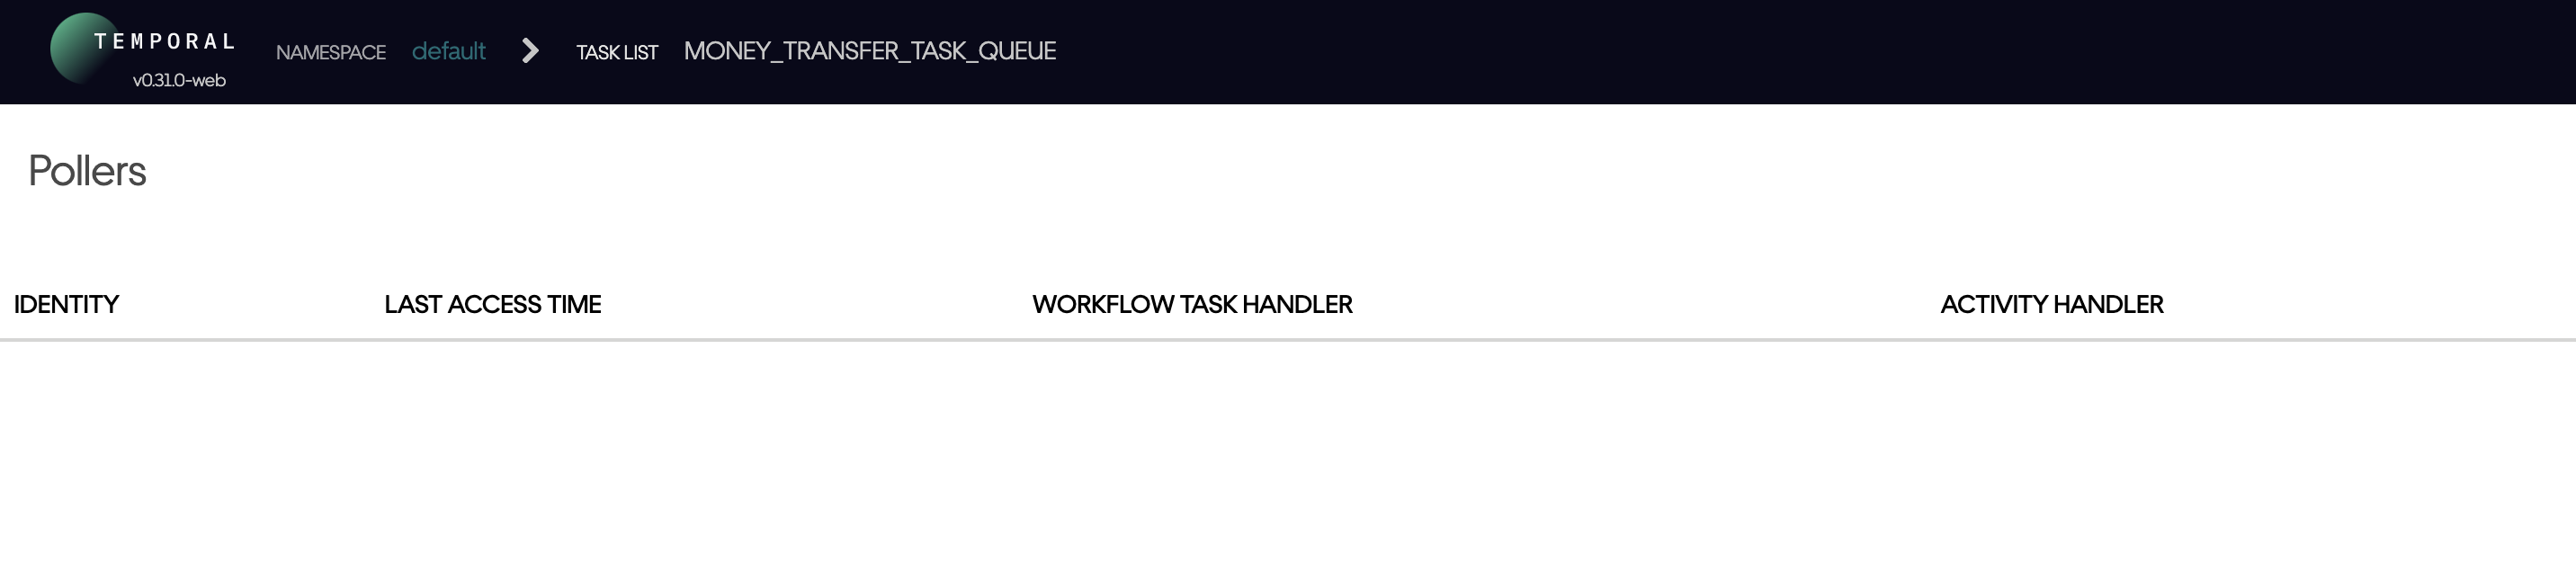 TEMPORAL
v0.31.0-web
NAMESPACE default TASK LIST MONEY_TRANSFER_TASK_QUEUE
Pollers
IDENTITY LAST ACCESS TIME WORKFLOW TASK HANDLER ACTIVITY HANDLER